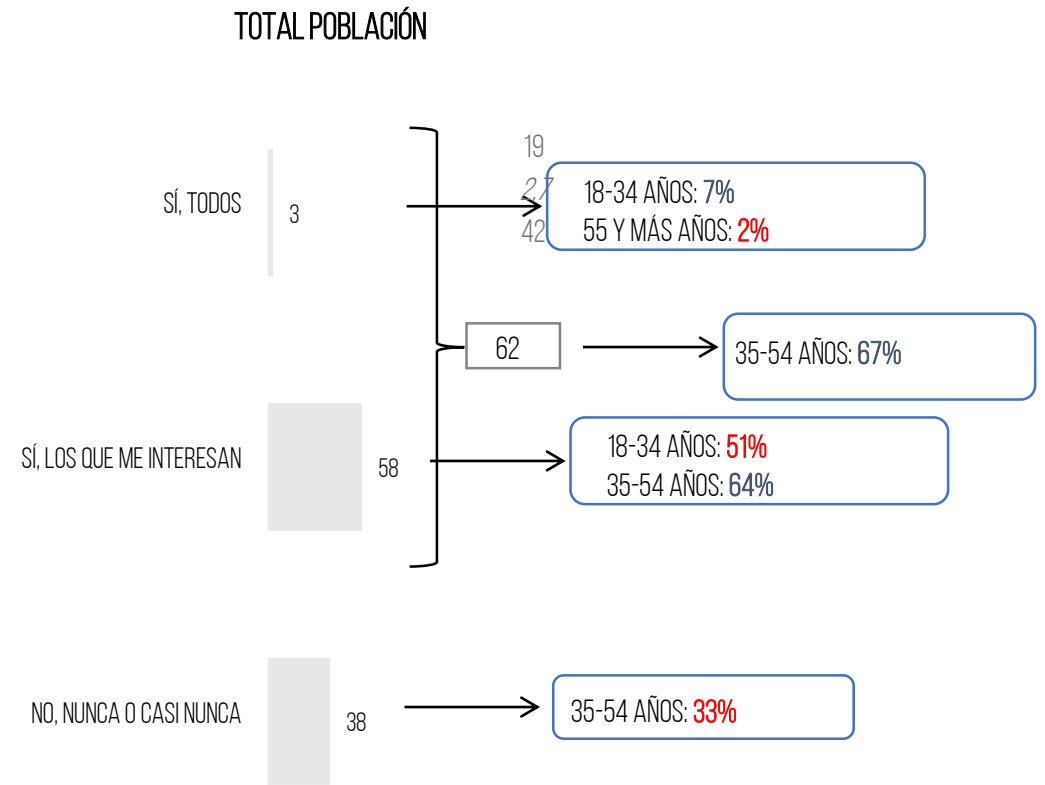 TOTAL POBLACIÓN
SÍ, TODOS
3
19
2,7
42
18-34 AÑOS: 7%
55 Y MÁS AÑOS: 2%
62
35-54 AÑOS: 67%
SÍ, LOS QUE ME INTERESAN
58
18-34 AÑOS: 51%
35-54 AÑOS: 64%
NO, NUNCA O CASI NUNCA
38
35-54 AÑOS: 33%